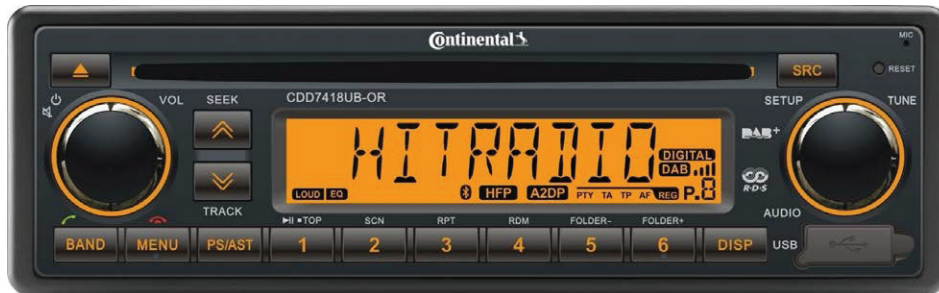 Continental
MIC
SRC
RESET
VOL SEEK CDD7418UB-OR SETUP TUNE
HITRADIO
DIGITAL
DAB
DAB+
LOUD EQ HFP A2DP PTY TA TP AF REG P.8
R·D·S
TRACK AUDIO
TOP SCN RPT RDM FOLDER- FOLDER+
BAND MENU PS/AST 1 2 3 4 5 6 DISP USB